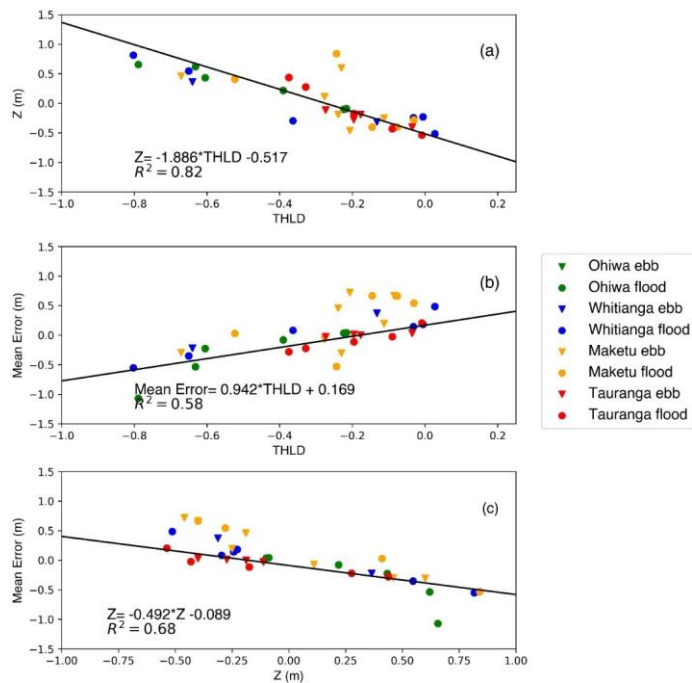 1.5
1.0
0.5
0.0
-0.5
-1.0
-1.5
Z (m)
(a)
Z= -1.886*THLD -0.517
R² = 0.82
-1.0 -0.8 -0.6 -0.4 -0.2 0.0 0.2
THLD
1.5
1.0
0.5
0.0
-0.5
-1.0
-1.5
Mean Error (m)
(b)
Mean Error= 0.942*THLD + 0.169
R² = 0.58
-1.0 -0.8 -0.6 -0.4 -0.2 0.0 0.2
THLD
Ohiwa ebb
Ohiwa flood
Whitianga ebb
Whitianga flood
Maketu ebb
Maketu flood
Tauranga ebb
Tauranga flood
1.5
1.0
0.5
0.0
-0.5
-1.0
-1.5
Mean Error (m)
(c)
Z= -0.492*Z -0.089
R² = 0.68
-1.00 -0.75 -0.50 -0.25 0.00 0.25 0.50 0.75 1.00
Z (m)